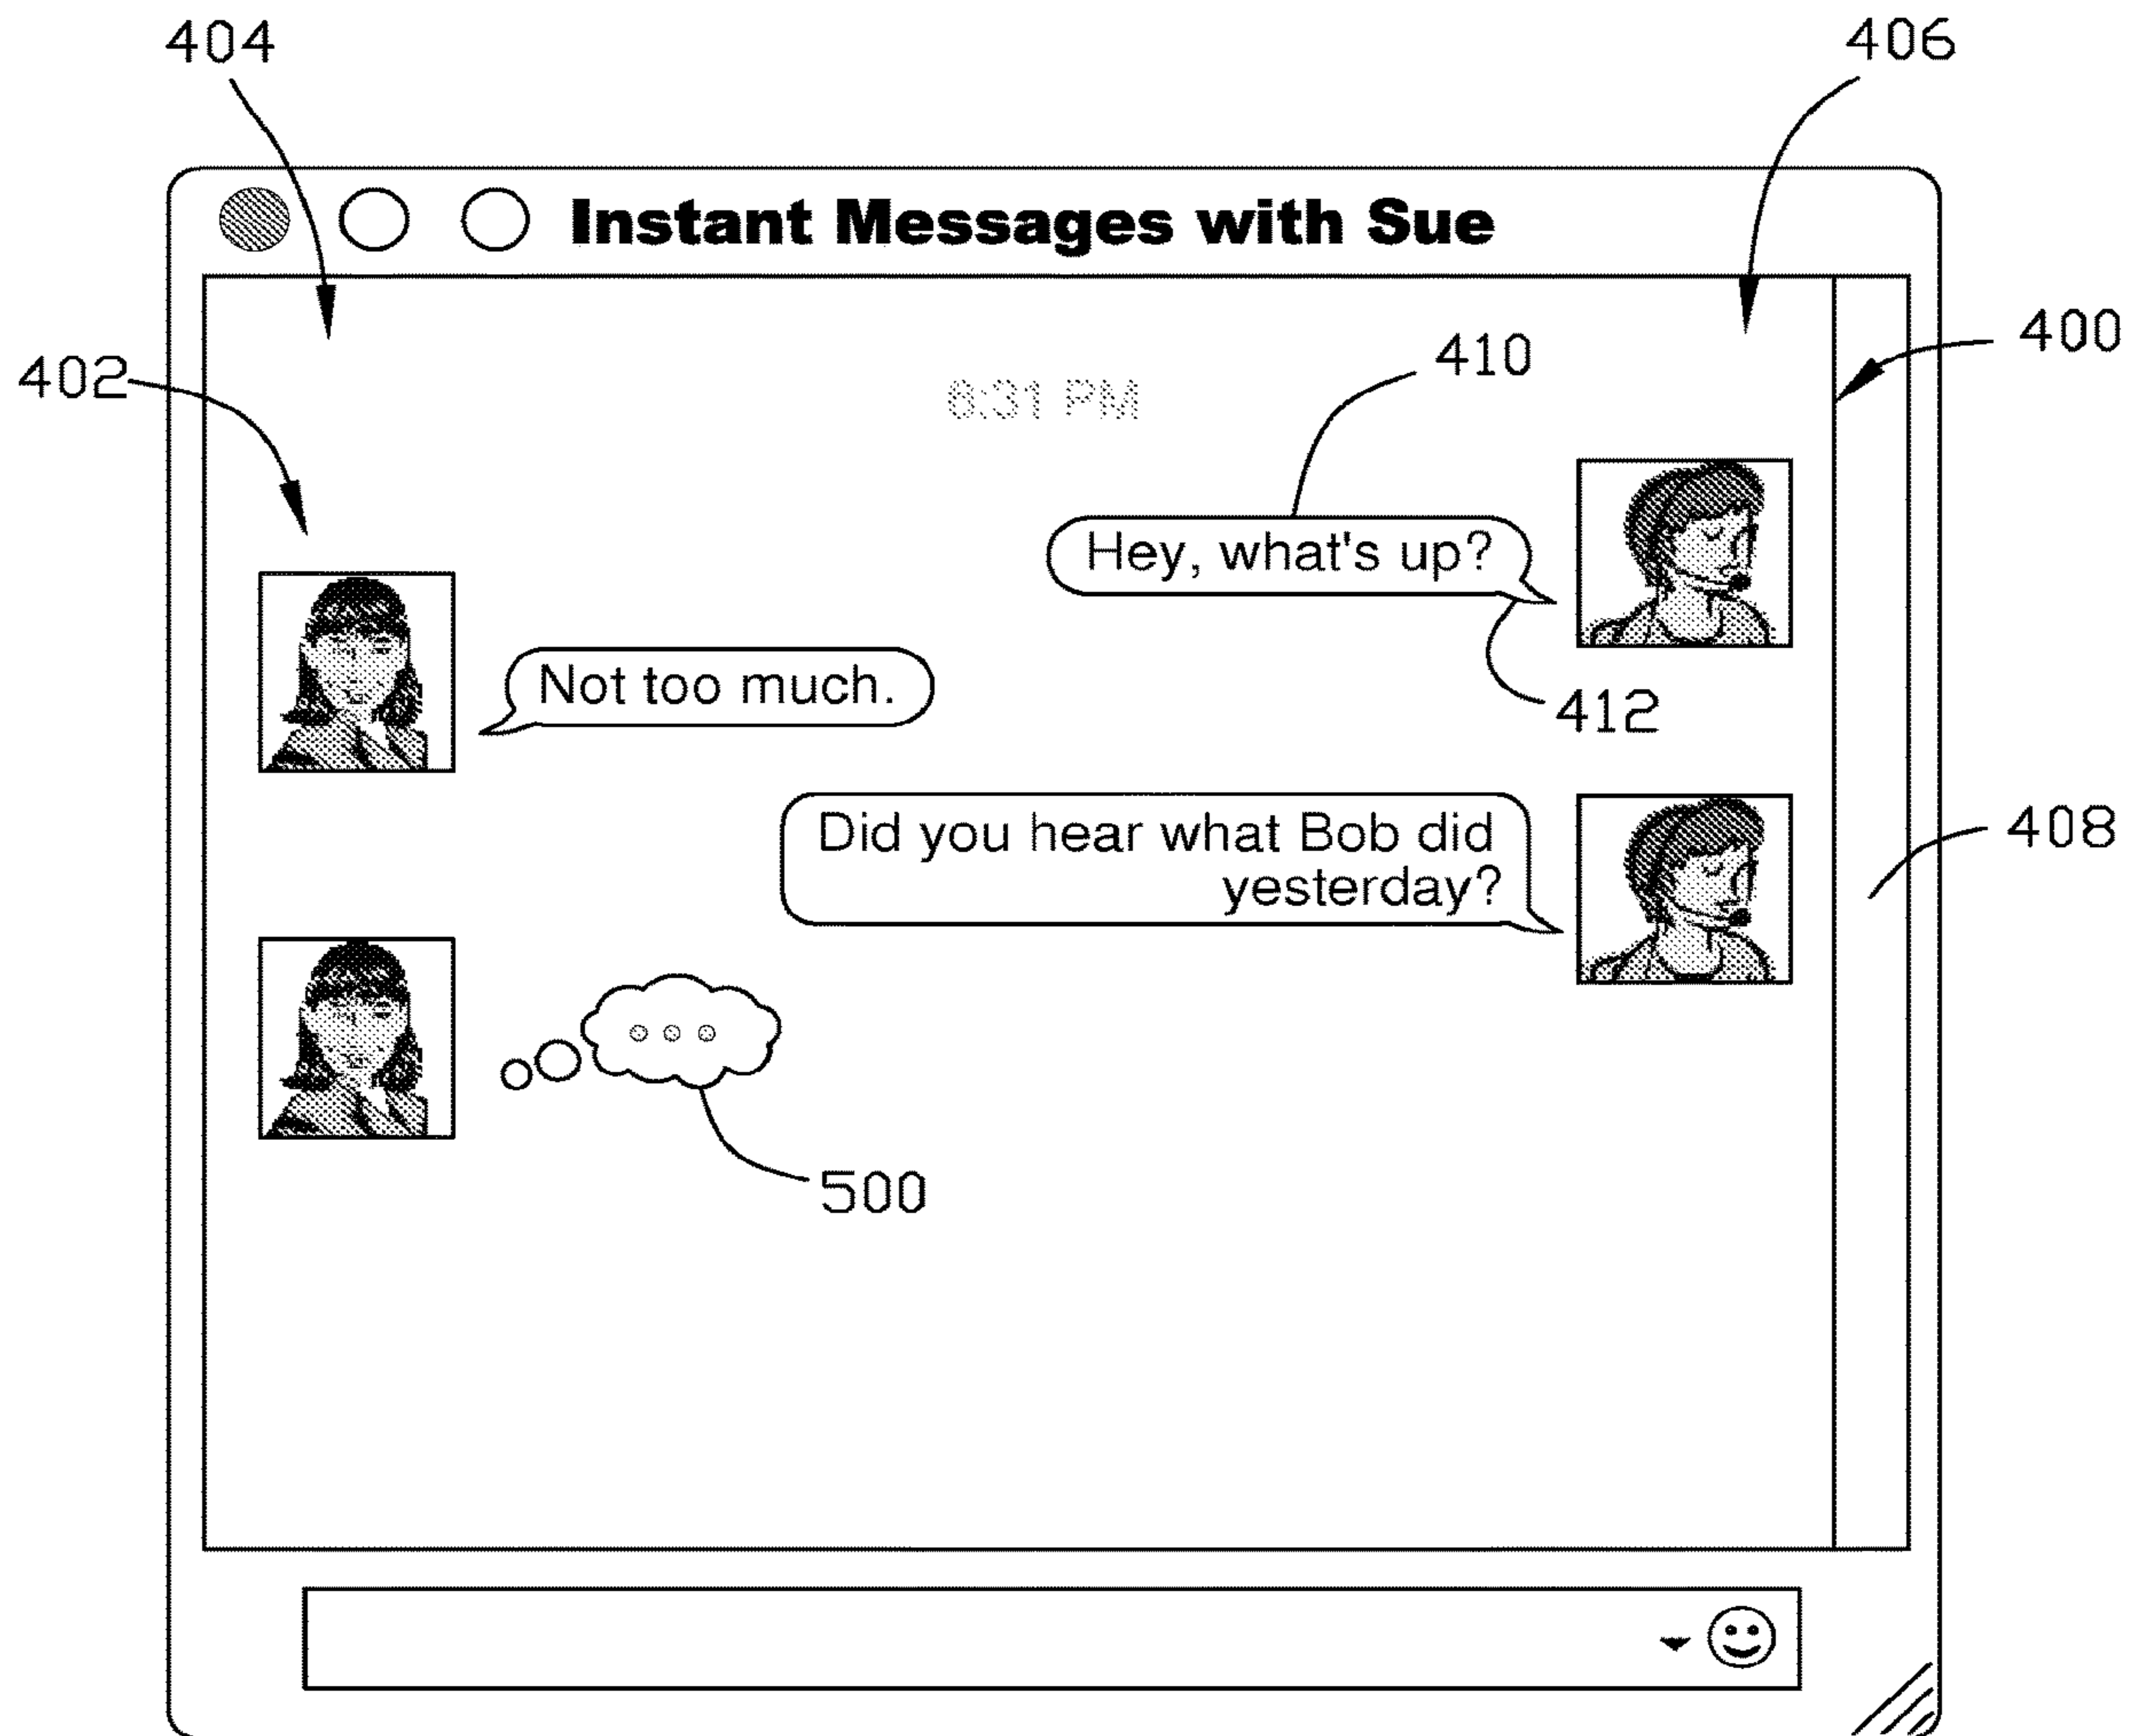 404
406
Instant Messages with Sue
400
410
402
6:31 PM
Hey, what's up?
Not too much.
412
Did you hear what Bob did
yesterday?
408
500